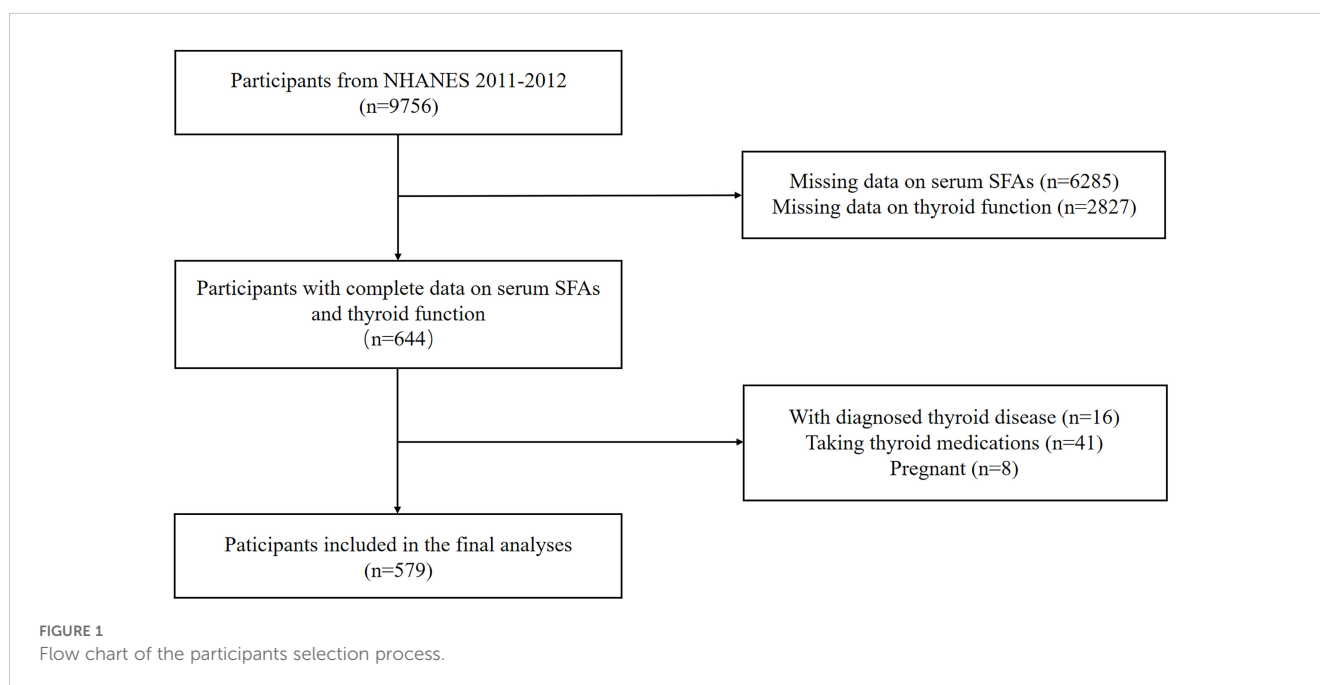 Participants from NHANES 2011-2012
(n=9756)
Missing data on serum SFAs (n=6285)
Missing data on thyroid function (n=2827)
Participants with complete data on serum SFAs
and thyroid function
(n=644)
With diagnosed thyroid disease (n=16)
Taking thyroid medications (n=41)
Pregnant (n=8)
Paticipants included in the final analyses
(n=579)
FIGURE 1
Flow chart of the participants selection process.